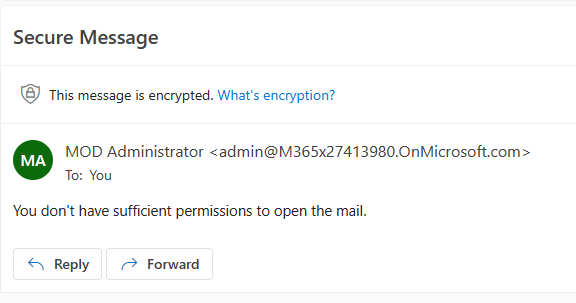 Secure Message
This message is encrypted. What's encryption?
MA
MOD Administrator <admin@M365x27413980.OnMicrosoft.com>
To: You
You don't have sufficient permissions to open the mail.
Reply
Forward